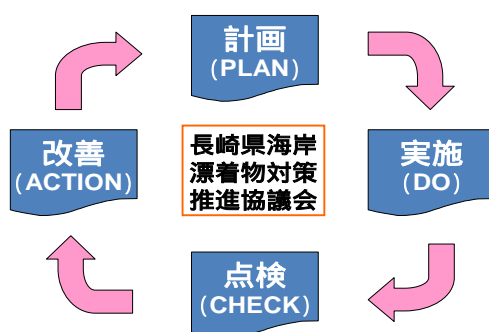 計画
(PLAN)
改善
(ACTION)
長崎県海岸
漂着物対策
推進協議会
実施
(DO)
点検
(CHECK)